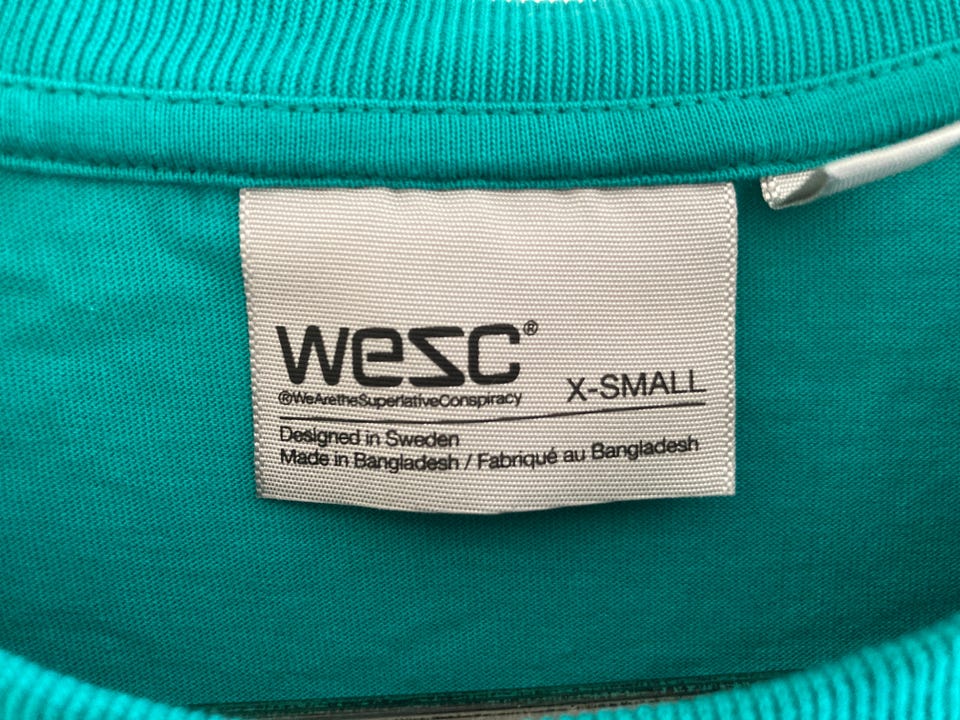 wesc®
®WeAretheSuperlativeConspiracy
X-SMALL
Designed in Sweden
Made in Bangladesh / Fabriqué au Bangladesh